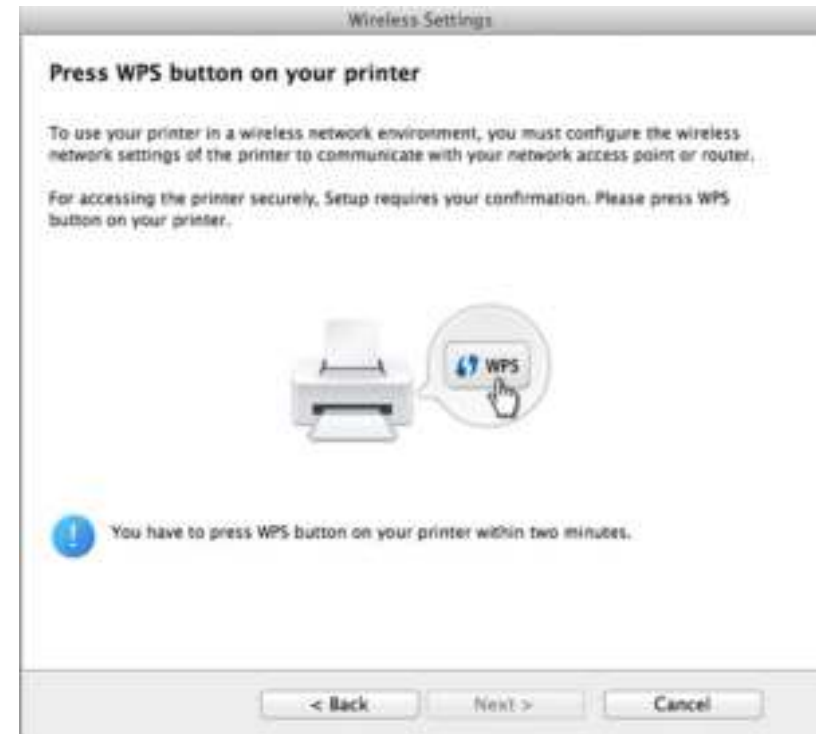 Wireless Settings
Press WPS button on your printer
To use your printer in a wireless network environment, you must configure the wireless
network settings of the printer to communicate with your network access point or router.
For accessing the printer securely, Setup requires your confirmation. Please press WPS
button on your printer.
WPS
You have to press WPS button on your printer within two minutes.
< Back
Next >
Cancel